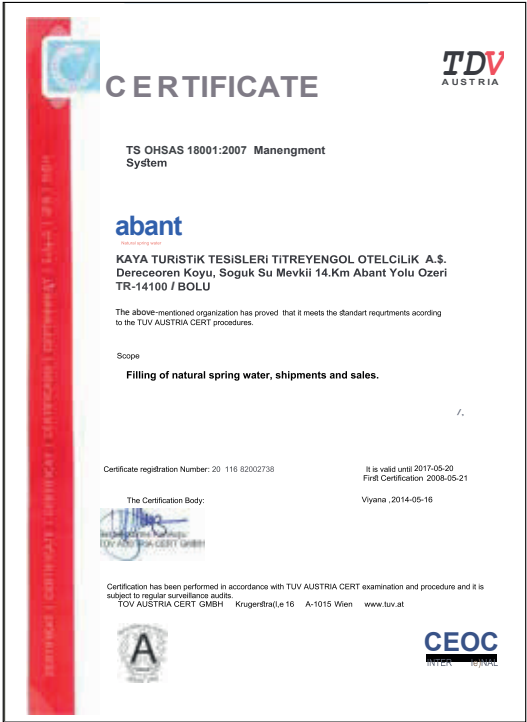 CERTIFICATE
TDV
AUSTRIA
TS OHSAS 18001:2007 Manengment
System
abant
Natural spring water
KAYA TURiSTiK TESiSLERi TiTREYENGOL OTELCiLiK A.$.
Dereceoren Koyu, Soguk Su Mevkii 14.Km Abant Yolu Ozeri
TR-14100 / BOLU
The above-mentioned organization has proved that it meets the standart requrtments acording
to the TUV AUSTRIA CERT procedures.
Scope
Filling of natural spring water, shipments and sales.
/.
Certificate registration Number: 20 116 82002738
It is valid until 2017-05-20
First Certification 2008-05-21
The Certification Body:
Viyana ,2014-05-16
TOV AUSTRIA CERT GMBH
Certification has been performed in accordance with TUV AUSTRIA CERT examination and procedure and it is
subject to regular surveillance audits.
TOV AUSTRIA CERT GMBH Krugerstra(l,e 16 A-1015 Wien www.tuv.at
A
CEOC